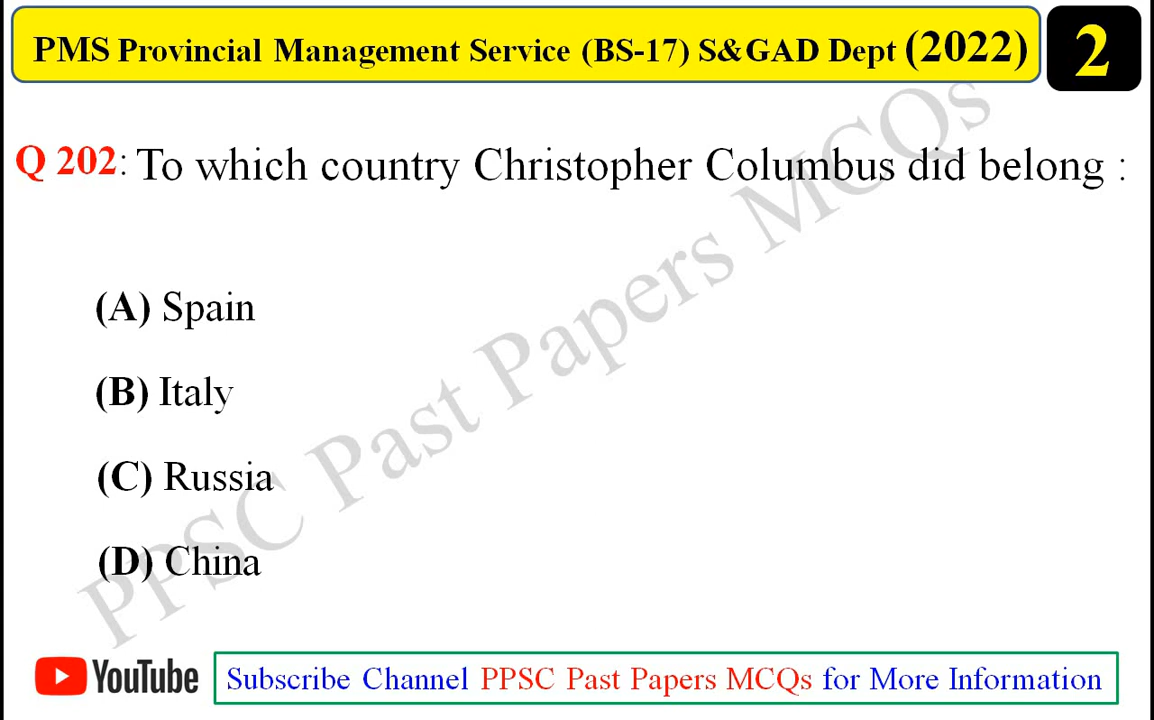 PMS Provincial Management Service (BS-17) S&GAD Dept (2022)
2
Q 202: To which country Christopher Columbus did belong :
(A) Spain
(B) Italy
(C) Russia
(D) China
PPSC Past Papers MCQs
YouTube
Subscribe Channel PPSC Past Papers MCQs for More Information